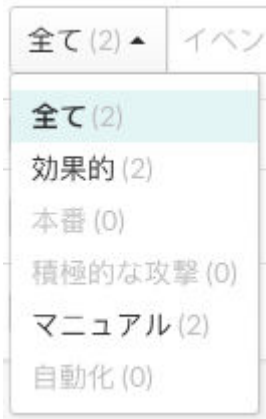 全て (2) イベン
全て (2)
効果的 (2)
本番 (0)
積極的な攻撃 (0)
マニュアル (2)
自動化 (0)